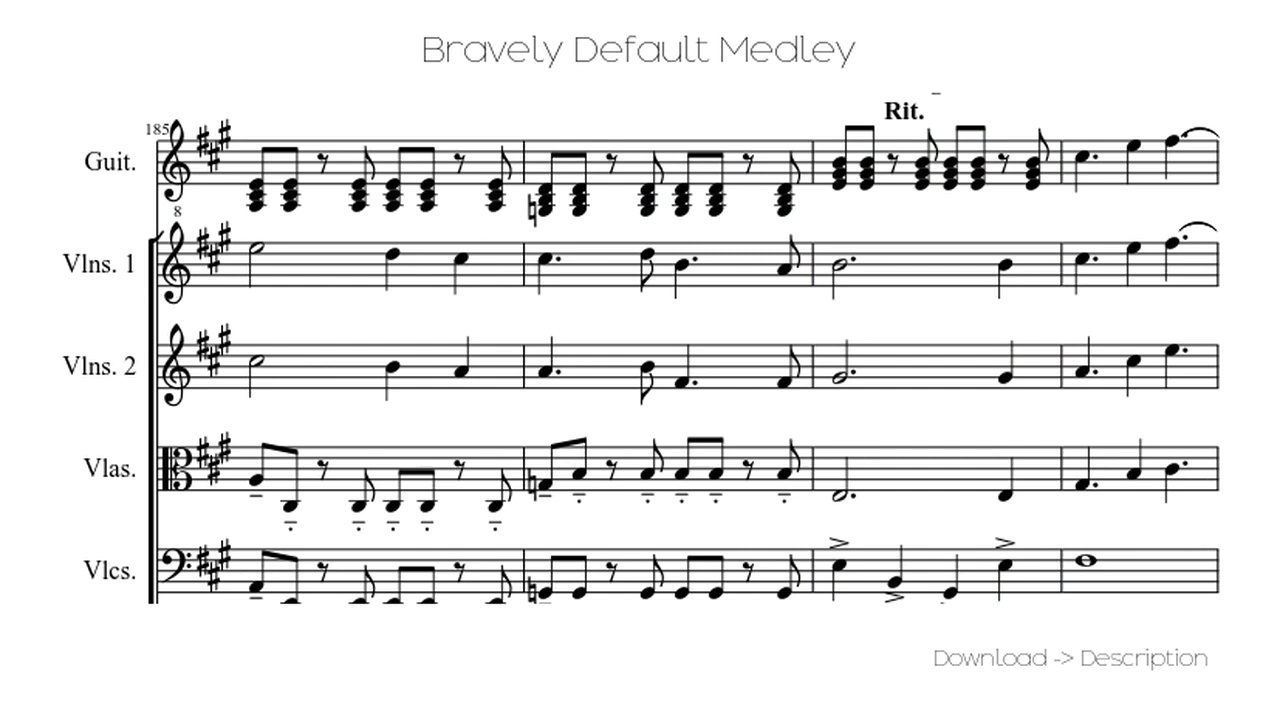 Bravely Default Medley
Rit.
185
Guit.
8
Vlns. 1
Vlns. 2
Vlas.
Vlcs.
Download -> Description